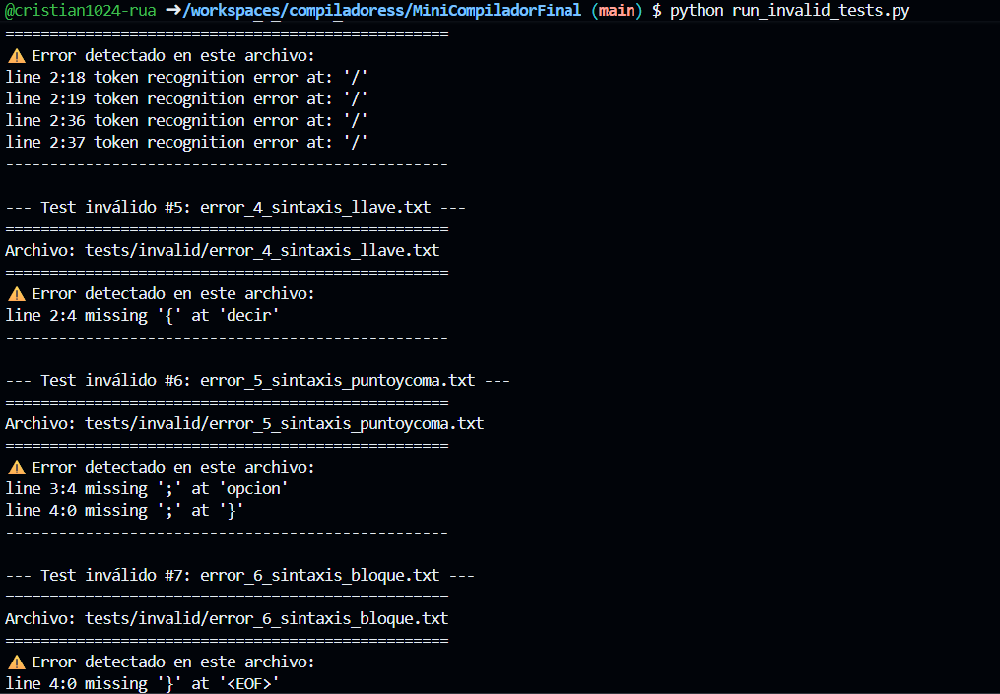 @cristian1024-rua ➜/workspaces/compiladoress/MiniCompiladorFinal (main) $ python run_invalid_tests.py
==================================================
⚠️ Error detectado en este archivo:
line 2:18 token recognition error at: '/'
line 2:19 token recognition error at: '/'
line 2:36 token recognition error at: '/'
line 2:37 token recognition error at: '/'
--------------------------------------------------
--- Test inválido #5: error_4_sintaxis_llave.txt ---
==================================================
Archivo: tests/invalid/error_4_sintaxis_llave.txt
==================================================
⚠️ Error detectado en este archivo:
line 2:4 missing '{' at 'decir'
--------------------------------------------------
--- Test inválido #6: error_5_sintaxis_puntoycoma.txt ---
==================================================
Archivo: tests/invalid/error_5_sintaxis_puntoycoma.txt
==================================================
⚠️ Error detectado en este archivo:
line 3:4 missing ';' at 'opcion'
line 4:0 missing ';' at '}'
--------------------------------------------------
--- Test inválido #7: error_6_sintaxis_bloque.txt ---
==================================================
Archivo: tests/invalid/error_6_sintaxis_bloque.txt
==================================================
⚠️ Error detectado en este archivo:
line 4:0 missing '}' at '<EOF>'